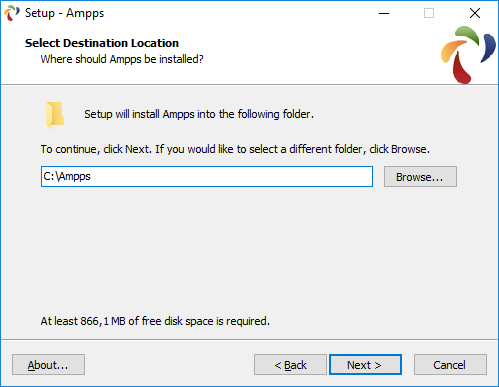 Setup - Ampps
Select Destination Location
Where should Ampps be installed?
Setup will install Ampps into the following folder.
To continue, click Next. If you would like to select a different folder, click Browse.
C:\Ampps
Browse...
At least 866,1 MB of free disk space is required.
About...
< Back
Next >
Cancel